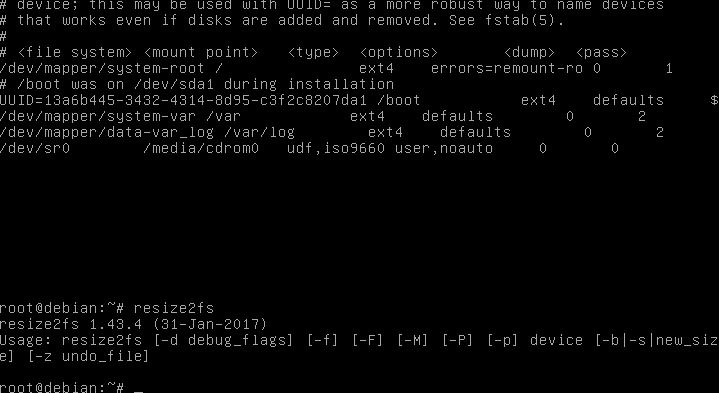 # device; this may be used with UUID= as a more robust way to name devices
# that works even if disks are added and removed. See fstab(5).
#
# <file system> <mount point>   <type>  <options>       <dump>  <pass>
/dev/mapper/system-root /               ext4    errors=remount-ro 0       1
# /boot was on /dev/sda1 during installation
UUID=13a6b445-3432-4314-8d95-c3f2c8207da1 /boot           ext4    defaults      $
/dev/mapper/system-var /var            ext4    defaults        0       2
/dev/mapper/data-var_log /var/log        ext4    defaults        0       2
/dev/sr0        /media/cdrom0   udf,iso9660 user,noauto     0       0
root@debian:~# resize2fs
resize2fs 1.43.4 (31-Jan-2017)
Usage: resize2fs [-d debug_flags] [-f] [-F] [-M] [-P] [-p] device [-b|-s|new_siz
e] [-z undo_file]
root@debian:~# _